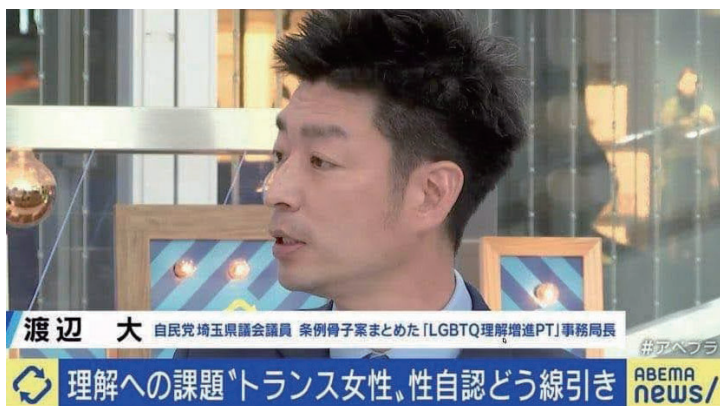 渡辺 大 自民党埼玉県議会議員 条例骨子案まとめた「LGBTQ理解増進PT」事務局長
#アベプラ
理解への課題〝トランス女性〟性自認どう線引き
ABEMA
news/